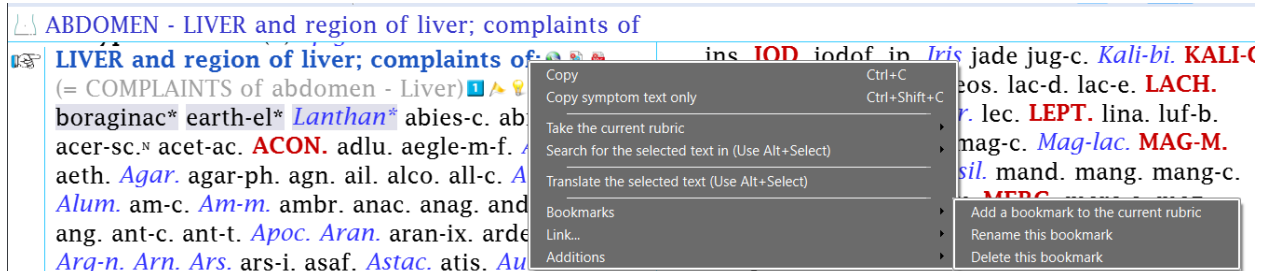 ABDOMEN - LIVER and region of liver; complaints of
LIVER and region of liver; complaints of:
(= COMPLAINTS of abdomen - Liver)
boraginac* earth-el* Lanthan* abies-c.
acer-sc.ᴺ acet-ac. ACON. adlu. aegle-m-f.
aeth. Agar. agar-ph. agn. ail. alco. all-c.
Alum. am-c. Am-m. ambr. anac. anag.
ang. ant-c. ant-t. Apoc. Aran. aran-ix.
Arg-n. Arn. Ars. ars-i. asaf. Astac. atis.
ins. IOD. iodof. ip. Iris jade jug-c. Kali-bi.
lac-d. lac-e. LACH.
lec. LEPT. lina. luf-b.
mag-c. Mag-lac. MAG-M.
mand. mang. mang-c.
Copy Ctrl+C
Copy symptom text only Ctrl+Shift+C
Take the current rubric
Search for the selected text in (Use Alt+Select)
Translate the selected text (Use Alt+Select)
Bookmarks
Link...
Additions
Add a bookmark to the current rubric
Rename this bookmark
Delete this bookmark